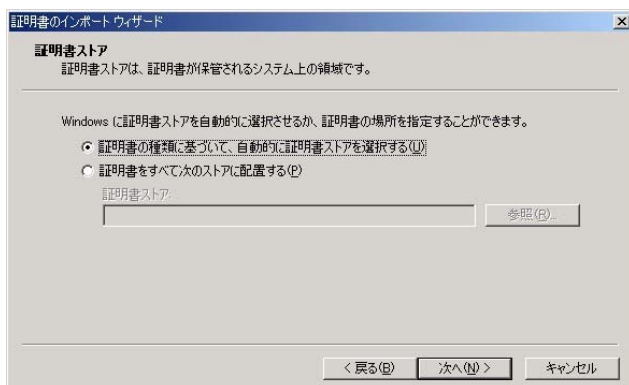 証明書のインポート ウィザード
証明書ストア
証明書ストアは、証明書が保管されるシステム上の領域です。
Windows に証明書ストアを自動的に選択させるか、証明書の場所を指定することができます。
証明書の種類に基づいて、自動的に証明書ストアを選択する(U)
証明書をすべて次のストアに配置する(P)
証明書ストア:
参照(R)...
< 戻る(B)
次へ(N) >
キャンセル